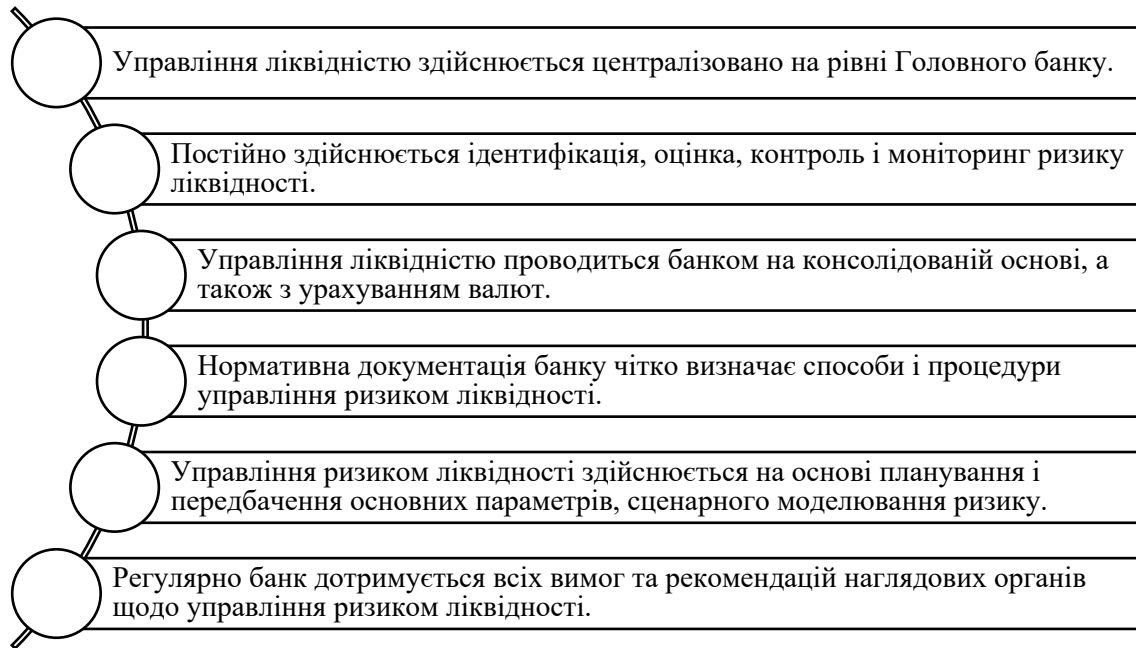 Управління ліквідністю здійснюється централізовано на рівні Головного банку.
Постійно здійснюється ідентифікація, оцінка, контроль і моніторинг ризику
ліквідності.
Управління ліквідністю проводиться банком на консолідованій основі, а
також з урахуванням валют.
Нормативна документація банку чітко визначає способи і процедури
управління ризиком ліквідності.
Управління ризиком ліквідності здійснюється на основі планування і
передбачення основних параметрів, сценарного моделювання ризику.
Регулярно банк дотримується всіх вимог та рекомендацій наглядових органів
щодо управління ризиком ліквідності.